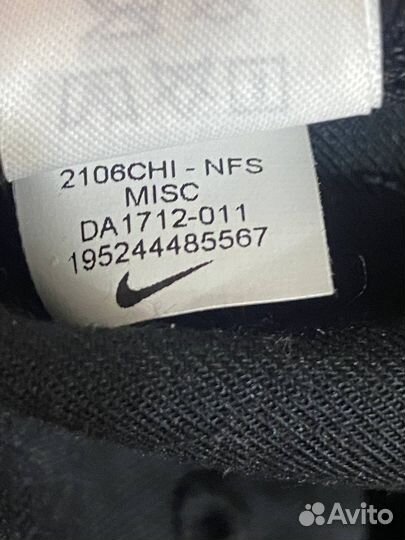 2106CHI - NFS
MISC
DA1712-011
195244485567
Avito